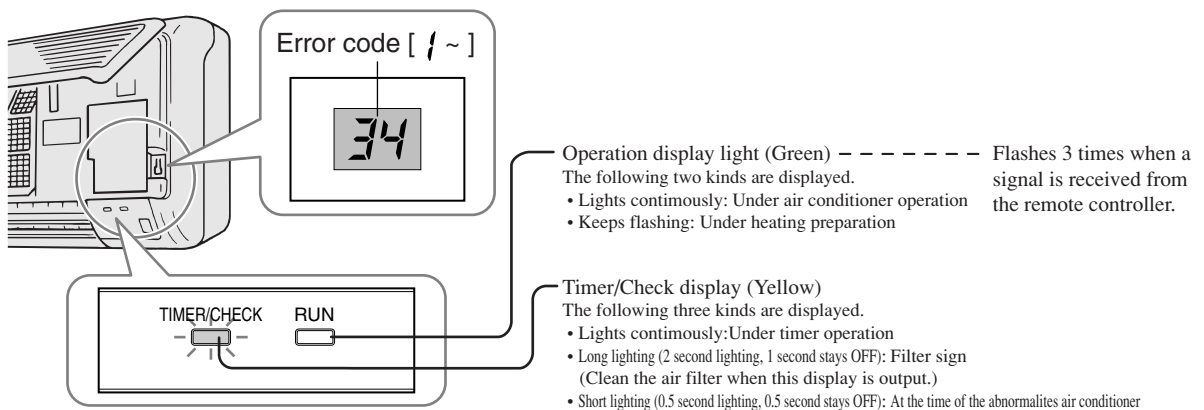 Error code [ 1 ~ ]
34
Operation display light (Green) – – – – – – – Flashes 3 times when a
signal is received from
the remote controller.
The following two kinds are displayed.
• Lights contimously: Under air conditioner operation
• Keeps flashing: Under heating preparation
Timer/Check display (Yellow)
The following three kinds are displayed.
• Lights contimously:Under timer operation
• Long lighting (2 second lighting, 1 second stays OFF): Filter sign
(Clean the air filter when this display is output.)
• Short lighting (0.5 second lighting, 0.5 second stays OFF): At the time of the abnormalites air conditioner
TIMER/CHECK
RUN